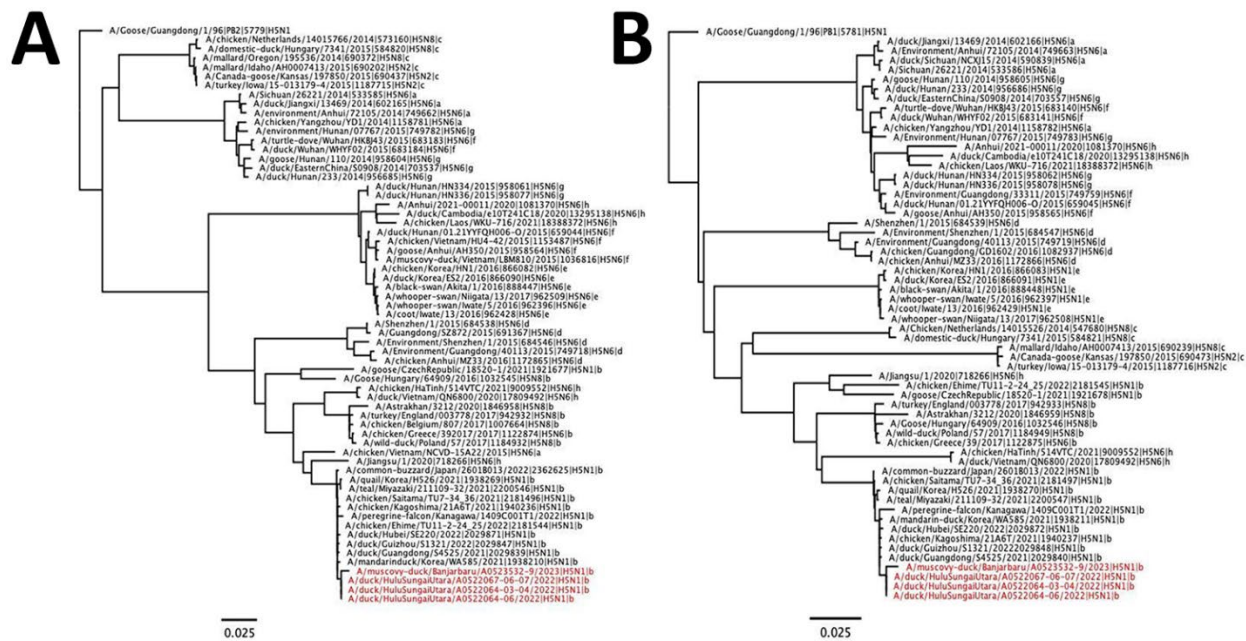 A
A/Goose/Guangdong/1/96|PB2|5779|H5N1
A/chicken/Netherlands/14015766/2014|573160|H5N8|c
A/domestic-duck/Hungary/7341/2015|584820|H5N8|c
A/mallard/Oregon/195536/2014|690372|H5N8|c
A/mallard/Idaho/AH0007413/2015|690202|H5N2|c
A/Canada-goose/Kansas/197850/2015|690437|H5N2|c
A/turkey/Iowa/15-013179-4/2015|1187715|H5N2|c
A/Sichuan/26221/2014|533585|H5N6|a
A/duck/Jiangxi/13469/2014|602165|H5N6|a
A/environment/Anhui/72105/2014|749662|H5N6|a
A/chicken/Yangzhou/YD1/2014|1158781|H5N6|a
A/environment/Hunan/07767/2015|749782|H5N6|g
A/turtle-dove/Wuhan/HKBJ43/2015|683183|H5N6|f
A/duck/Wuhan/WHYF02/2015|683184|H5N6|f
A/goose/Hunan/110/2014|958604|H5N6|g
A/duck/EasternChina/S0908/2014|703537|H5N6|g
A/duck/Hunan/233/2014|956685|H5N6|g
A/duck/Hunan/HN334/2015|958061|H5N6|g
A/duck/Hunan/HN336/2015|958077|H5N6|g
A/Anhui/2021-00011/2020|1081370|H5N6|h
A/duck/Cambodia/e10T241C18/2020|13295138|H5N6|h
A/chicken/Laos/WKU-716/2021|18388372|H5N6|h
A/duck/Hunan/01.21YYFQH006-O/2015|659044|H5N6|f
A/chicken/Vietnam/HU4-42/2015|1153487|H5N6|f
A/goose/Anhui/AH350/2015|958564|H5N6|f
A/muscovy-duck/Vietnam/LBM810/2015|1036816|H5N6|f
A/chicken/Korea/HN1/2016|866082|H5N6|e
A/duck/Korea/ES2/2016|866090|H5N6|e
A/black-swan/Akita/1/2016|888447|H5N6|e
A/whooper-swan/Niigata/13/2017|962509|H5N6|e
A/whooper-swan/Iwate/5/2016|962396|H5N6|e
A/coot/Iwate/13/2016|962428|H5N6|e
A/Shenzhen/1/2015|684538|H5N6|d
A/Guangdong/SZ872/2015|691367|H5N6|d
A/Environment/Shenzhen/1/2015|684546|H5N6|d
A/Environment/Guangdong/40113/2015|749718|H5N6|d
A/chicken/Anhui/MZ33/2016|1172865|H5N6|d
A/goose/CzechRepublic/18520-1/2021|1921677|H5N1|b
A/Goose/Hungary/64909/2016|1032545|H5N8|b
A/chicken/HaTinh/514VTC/2021|9009552|H5N6|h
A/duck/Vietnam/QN6800/2020|17809492|H5N6|h
A/Astrakhan/3212/2020|1846958|H5N8|b
A/turkey/England/003778/2017|942932|H5N8|b
A/chicken/Belgium/807/2017|1007664|H5N8|b
A/chicken/Greece/392017/2017|1122874|H5N6|b
A/wild-duck/Poland/57/2017|1184932|H5N8|b
A/chicken/Vietnam/NCVD-15A22/2015|H5N6|a
A/Jiangsu/1/2020|718266|H5N6|h
A/common-buzzard/Japan/2601B013/2022|2362625|H5N1|b
A/quail/Korea/H526/2021|1938269|H5N1|b
A/teal/Miyazaki/211109-32/2021|2200546|H5N1|b
A/chicken/Saitama/TU7-34_36/2021|2181496|H5N1|b
A/chicken/Kagoshima/21A6T/2021|1940236|H5N1|b
A/peregrine-falcon/Kanagawa/1409C001T1/2022|H5N1|b
A/chicken/Ehime/TU11-2-24_25/2022|2181544|H5N1|b
A/duck/Hubei/SE220/2022|2029871|H5N1|b
A/duck/Guizhou/S1321/2022|2029847|H5N1|b
A/duck/Guangdong/S4525/2021|2029839|H5N1|b
A/mandarinduck/Korea/WA585/2021|1938210|H5N1|b
A/muscovy-duck/Banjarbaru/A0523532-9/2023|H5N1|b
A/duck/HuluSungaiUtara/A0522067-06-07/2022|H5N1|b
A/duck/HuluSungaiUtara/A0522064-03-04/2022|H5N1|b
A/duck/HuluSungaiUtara/A0522064-06/2022|H5N1|b
0.025
B
A/Goose/Guangdong/1/96|PB1|5781|H5N1
A/duck/Jiangxi/13469/2014|602166|H5N6|a
A/Environment/Anhui/72105/2014|749663|H5N6|a
A/duck/Sichuan/NCXJ15/2014|590839|H5N6|a
A/Sichuan/26221/2014|533586|H5N6|a
A/goose/Hunan/110/2014|958605|H5N6|g
A/duck/Hunan/233/2014|956686|H5N6|g
A/duck/EasternChina/S0908/2014|703557|H5N6|g
A/turtle-dove/Wuhan/HKBJ43/2015|683140|H5N6|f
A/duck/Wuhan/WHYF02/2015|683141|H5N6|f
A/chicken/Yangzhou/YD1/2014|1158782|H5N6|a
A/Environment/Hunan/07767/2015|749783|H5N6|g
A/Anhui/2021-00011/2020|1081370|H5N6|h
A/duck/Cambodia/e10T241C18/2020|13295138|H5N6|h
A/chicken/Laos/WKU-716/2021|18388372|H5N6|h
A/duck/Hunan/HN334/2015|958062|H5N6|g
A/duck/Hunan/HN336/2015|958078|H5N6|g
A/Environment/Guangdong/33311/2015|749759|H5N6|f
A/duck/Hunan/01.21YYFQH006-O/2015|659045|H5N6|f
A/goose/Anhui/AH350/2015|958565|H5N6|f
A/Shenzhen/1/2015|684539|H5N6|d
A/Environment/Shenzhen/1/2015|684547|H5N6|d
A/Environment/Guangdong/40113/2015|749719|H5N6|d
A/chicken/Guangdong/GD1602/2016|1082937|H5N6|d
A/chicken/Anhui/MZ33/2016|1172866|H5N6|d
A/chicken/Korea/HN1/2016|866083|H5N1|e
A/duck/Korea/ES2/2016|866091|H5N1|e
A/black-swan/Akita/1/2016|888448|H5N1|e
A/whooper-swan/Iwate/5/2016|962397|H5N1|e
A/coot/Iwate/13/2016|962429|H5N1|e
A/whooper-swan/Niigata/13/2017|962508|H5N1|e
A/Chicken/Netherlands/14015526/2014|547680|H5N8|c
A/domestic-duck/Hungary/7341/2015|584821|H5N8|c
A/mallard/Idaho/AH0007413/2015|690239|H5N8|c
A/Canada-goose/Kansas/197850/2015|690473|H5N2|c
A/turkey/Iowa/15-013179-4/2015|1187716|H5N2|c
A/Jiangsu/1/2020|718266|H5N6|h
A/chicken/Ehime/TU11-2-24_25/2022|2181545|H5N1|b
A/goose/CzechRepublic/18520-1/2021|1921678|H5N1|b
A/turkey/England/003778/2017|942933|H5N8|b
A/Astrakhan/3212/2020|1846959|H5N8|b
A/Goose/Hungary/64909/2016|1032546|H5N8|b
A/wild-duck/Poland/57/2017|1184949|H5N8|b
A/chicken/Greece/39/2017|1122875|H5N6|b
A/chicken/HaTinh/514VTC/2021|9009552|H5N6|h
A/duck/Vietnam/QN6800/2020|17809492|H5N6|h
A/common-buzzard/Japan/2601B013/2022|H5N1|b
A/chicken/Saitama/TU7-34_36/2021|2181497|H5N1|b
A/quail/Korea/H526/2021|1938270|H5N1|b
A/teal/Miyazaki/211109-32/2021|2200547|H5N1|b
A/peregrine-falcon/Kanagawa/1409C001T1/2022|H5N1|b
A/mandarin-duck/Korea/WA585/2021|1938211|H5N1|b
A/duck/Hubei/SE220/2022|2029872|H5N1|b
A/chicken/Kagoshima/21A6T/2021|1940237|H5N1|b
A/duck/Guizhou/S1321/20222029848|H5N1|b
A/duck/Guangdong/S4525/2021|2029840|H5N1|b
A/muscovy-duck/Banjarbaru/A0523532-9/2023|H5N1|b
A/duck/HuluSungaiUtara/A0522067-06-07/2022|H5N1|b
A/duck/HuluSungaiUtara/A0522064-03-04/2022|H5N1|b
A/duck/HuluSungaiUtara/A0522064-06/2022|H5N1|b
0.025